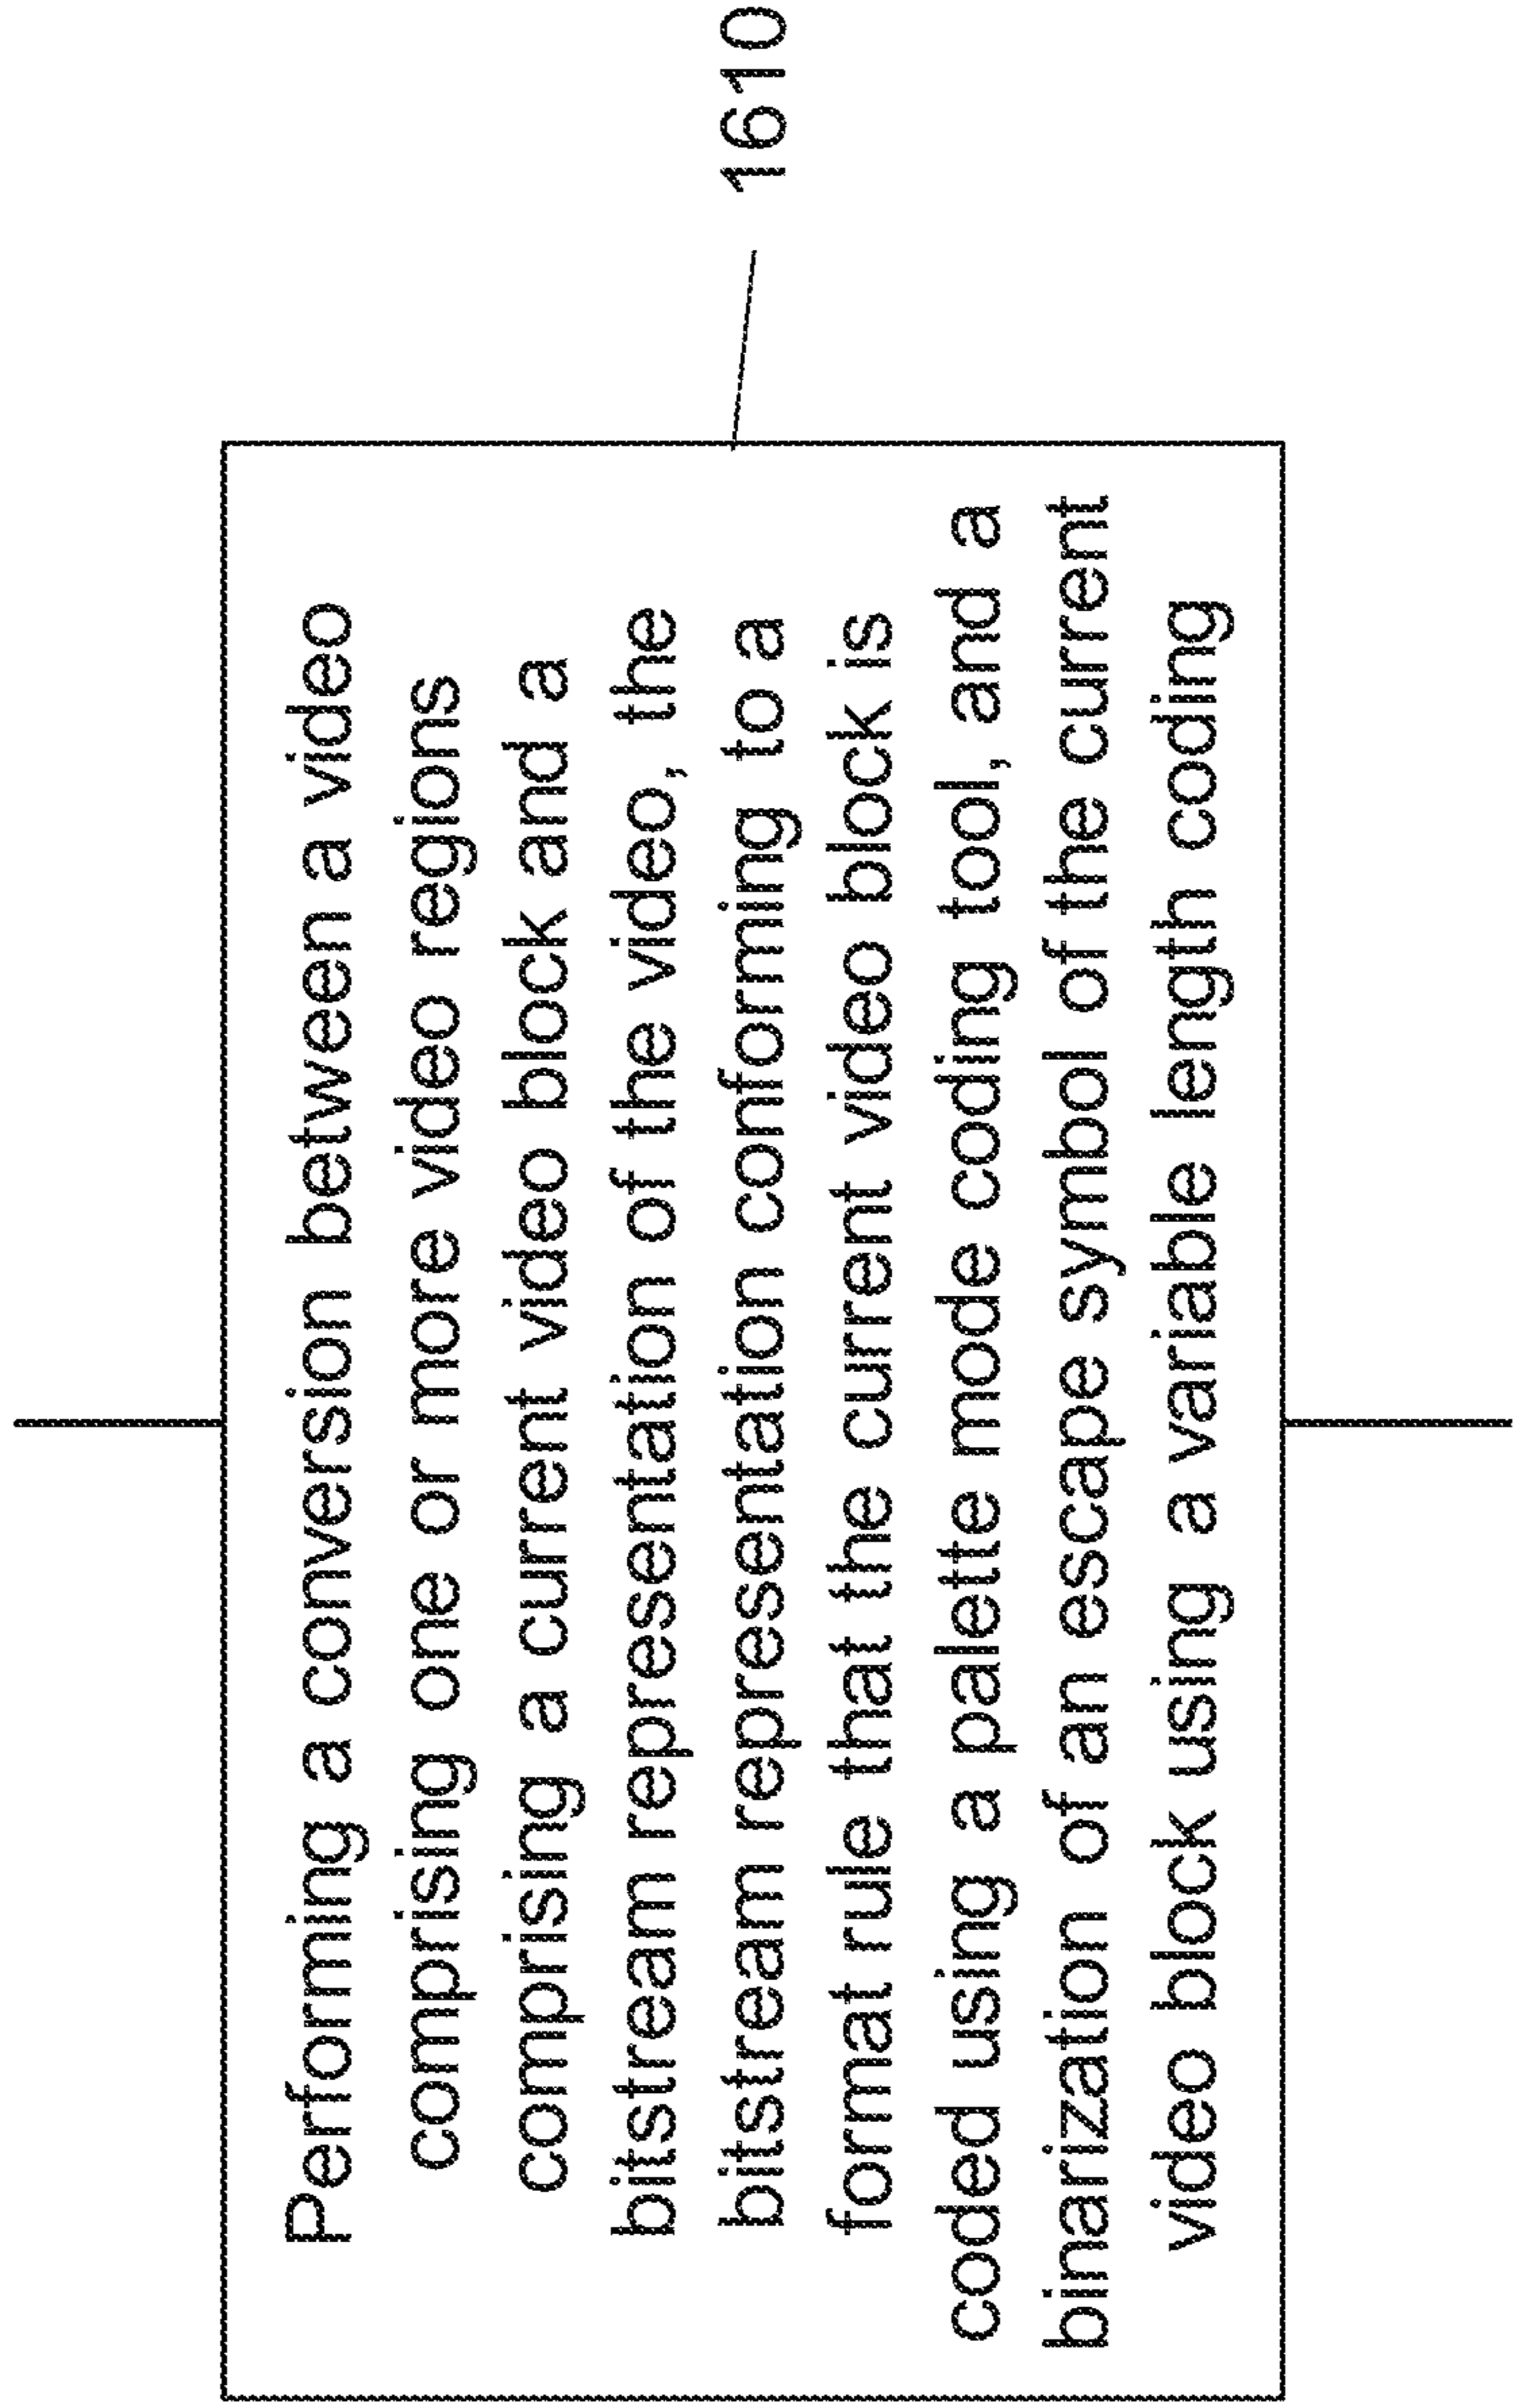 Performing a conversion between a video
comprising one or more video regions
comprising a current video block and a
bitstream representation of the video, the
bitstream representation conforming to a
format rule that the current video block is
coded using a palette mode coding tool, and a
binarization of an escape symbol of the current
video block using a variable length coding
1610